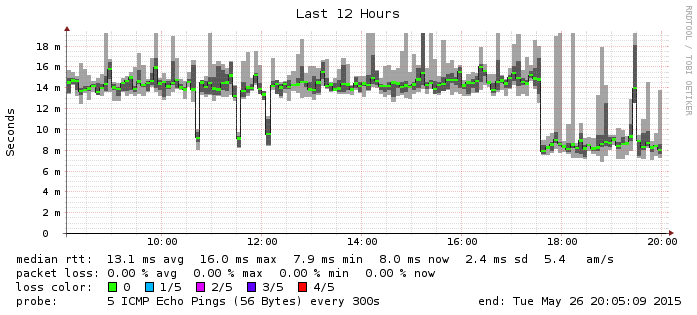 Last 12 Hours
RRDTOOL / TOBI OETIKER
Seconds
18 m
16 m
14 m
12 m
10 m
8 m
6 m
4 m
2 m
0
10:00 12:00 14:00 16:00 18:00 20:00
median rtt: 13.1 ms avg 16.0 ms max 7.9 ms min 8.0 ms now 2.4 ms sd 5.4 am/s
packet loss: 0.00 % avg 0.00 % max 0.00 % min 0.00 % now
loss color: 0 1/5 2/5 3/5 4/5
probe: 5 ICMP Echo Pings (56 Bytes) every 300s end: Tue May 26 20:05:09 2015